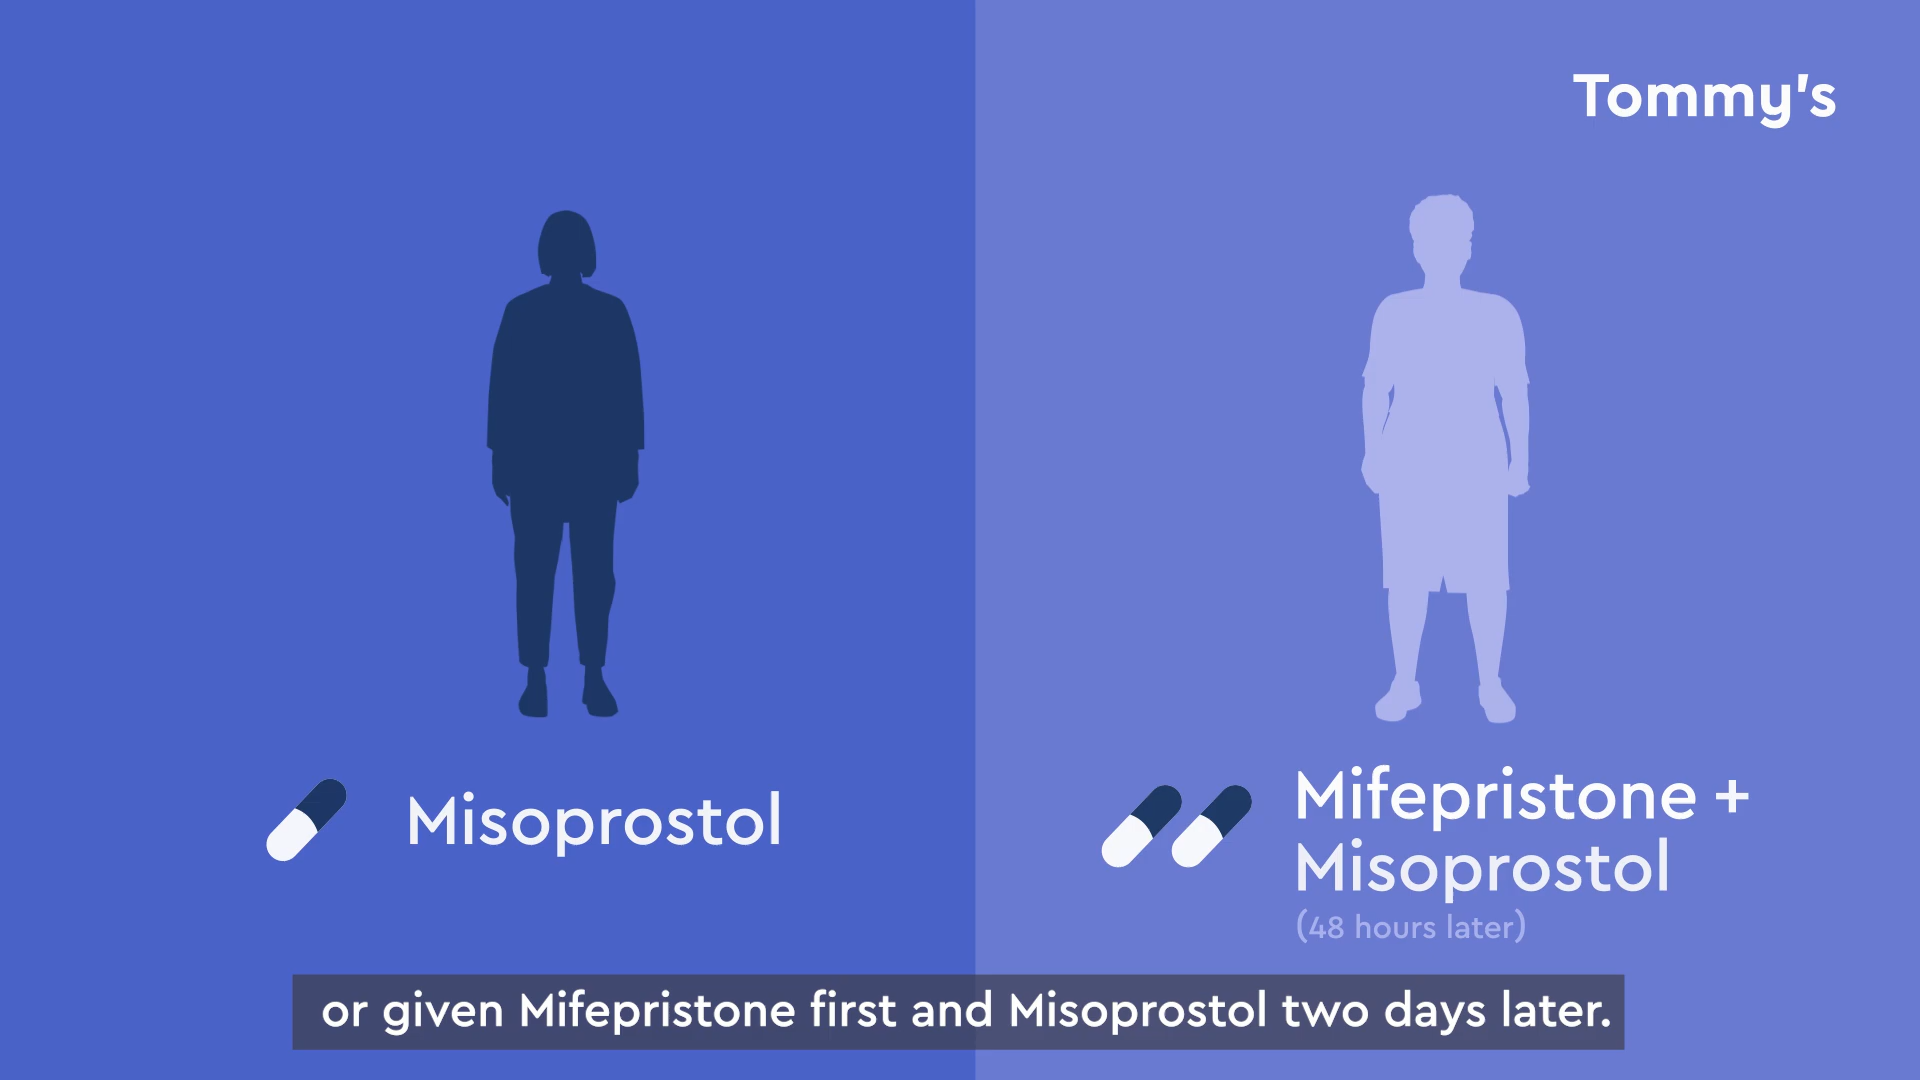 Tommy's
Misoprostol
Mifepristone +
Misoprostol
(48 hours later)
or given Mifepristone first and Misoprostol two days later.